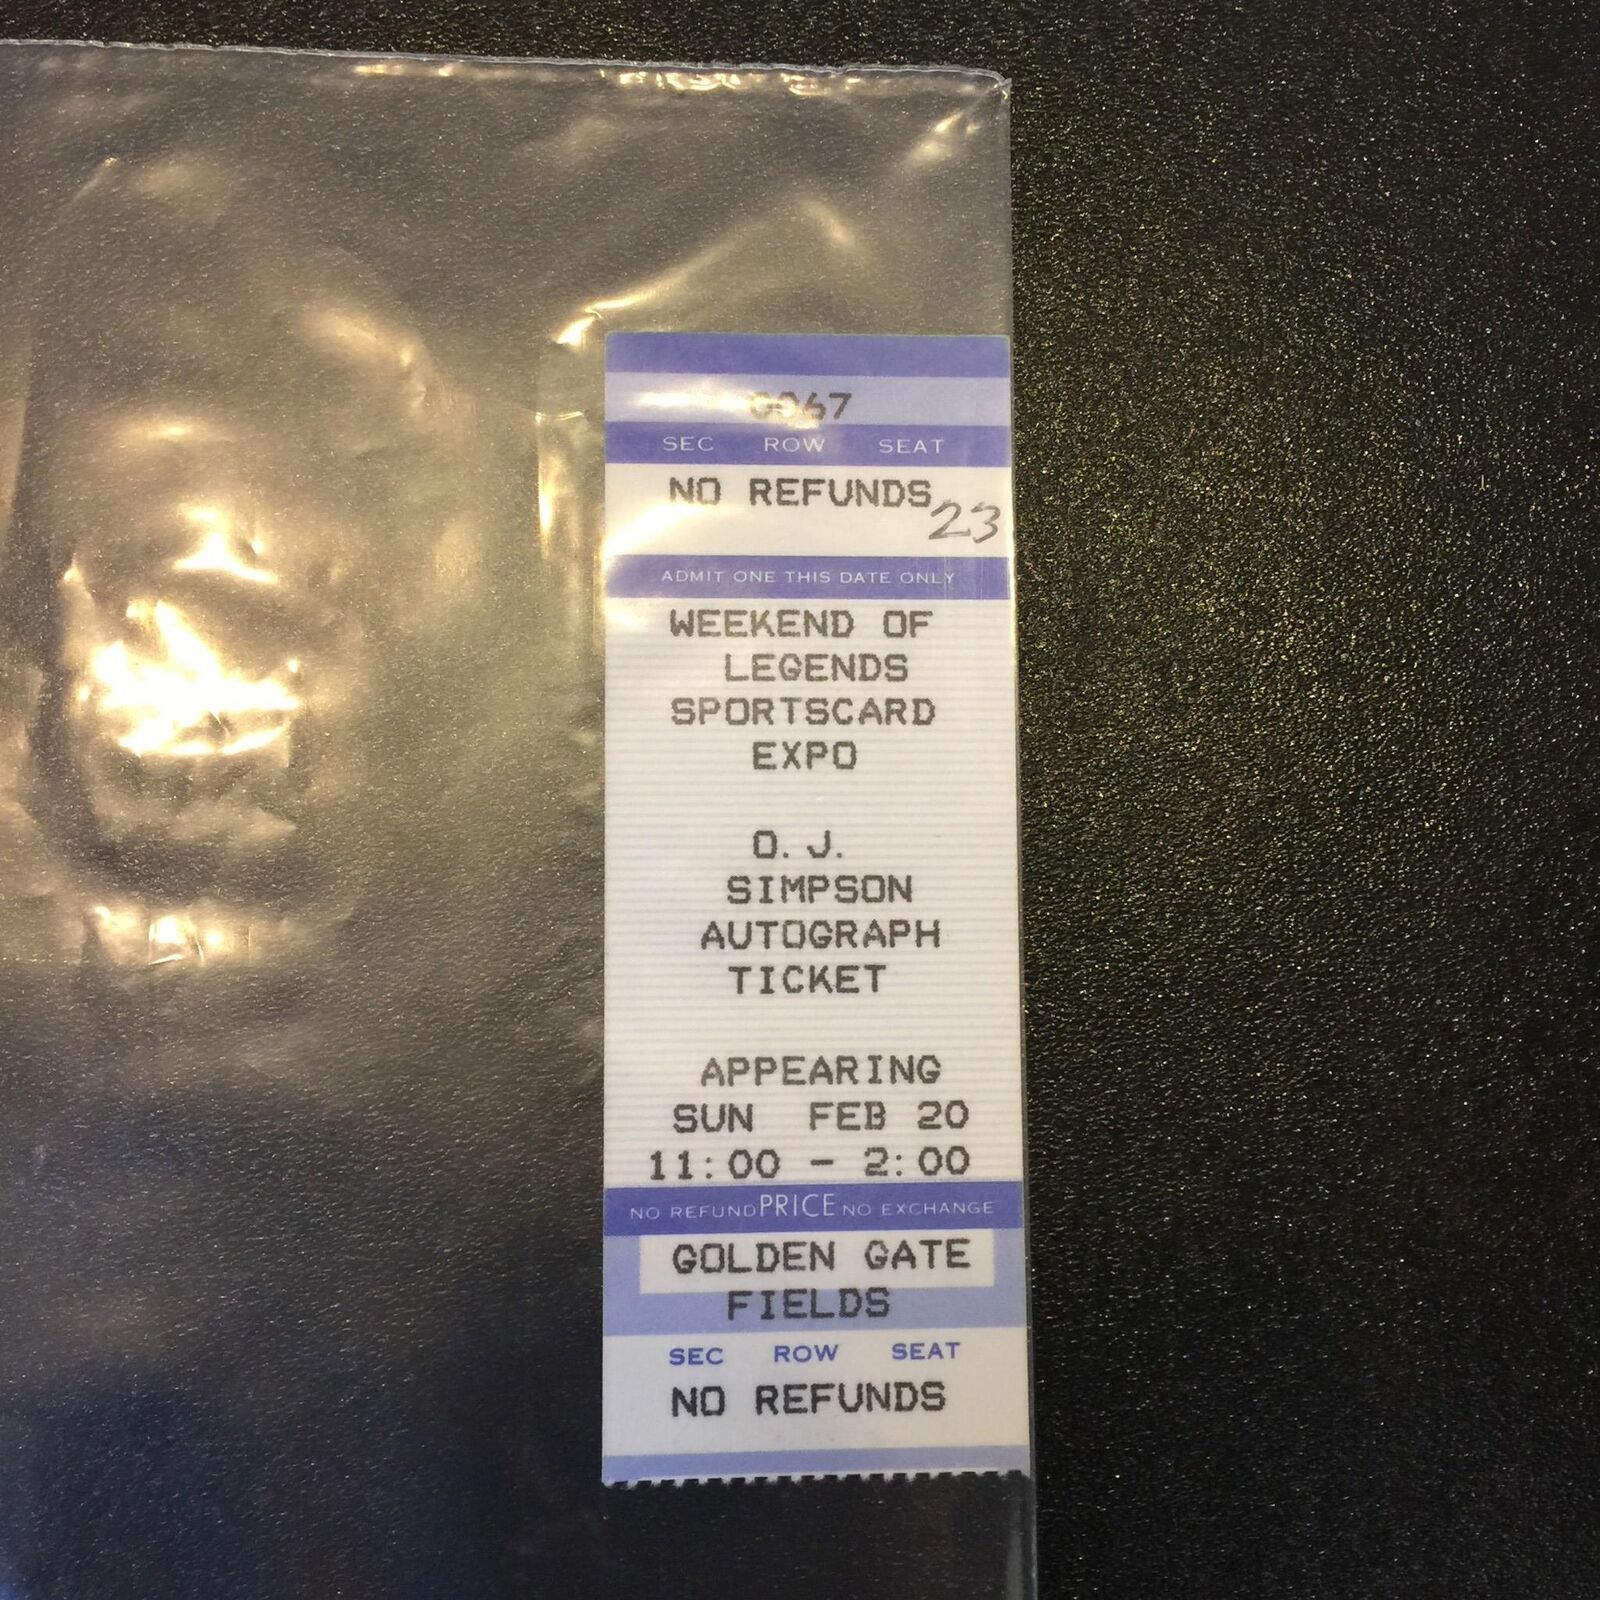 0067
SEC ROW SEAT
NO REFUNDS
23
ADMIT ONE THIS DATE ONLY
WEEKEND OF
LEGENDS
SPORTSCARD
EXPO
O. J.
SIMPSON
AUTOGRAPH
TICKET
APPEARING
SUN FEB 20
11:00 - 2:00
NO REFUND PRICE NO EXCHANGE
GOLDEN GATE
FIELDS
SEC ROW SEAT
NO REFUNDS